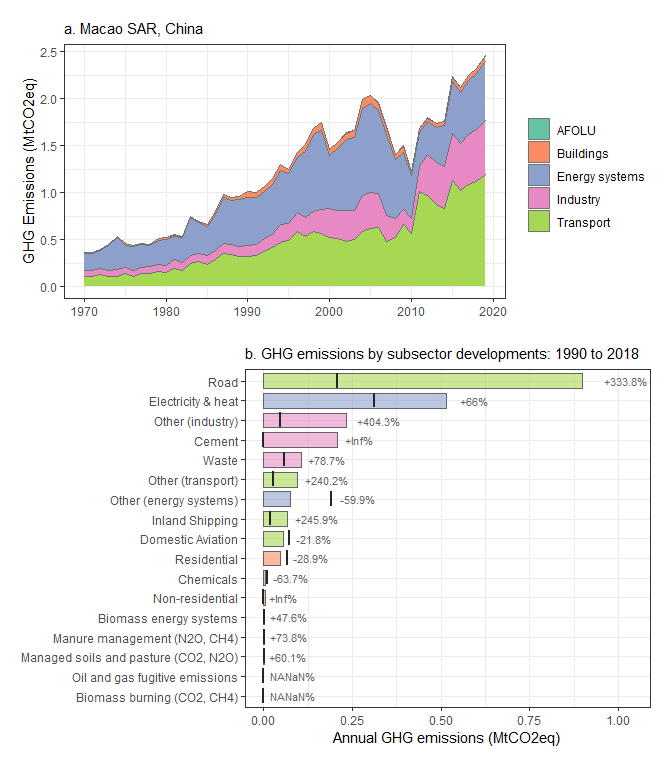 a. Macao SAR, China
GHG Emissions (MtCO2eq)
2.5
2.0
1.5
1.0
0.5
0.0
1970 1980 1990 2000 2010 2020
AFOLU
Buildings
Energy systems
Industry
Transport
b. GHG emissions by subsector developments: 1990 to 2018
Road +333.8%
Electricity & heat +66%
Other (industry) +404.3%
Cement +Inf%
Waste +78.7%
Other (transport) +240.2%
Other (energy systems) -59.9%
Inland Shipping +245.9%
Domestic Aviation -21.8%
Residential -28.9%
Chemicals -63.7%
Non-residential +Inf%
Biomass energy systems +47.6%
Manure management (N2O, CH4) +73.8%
Managed soils and pasture (CO2, N2O) +60.1%
Oil and gas fugitive emissions NANaN%
Biomass burning (CO2, CH4) NANaN%
0.00 0.25 0.50 0.75 1.00
Annual GHG emissions (MtCO2eq)